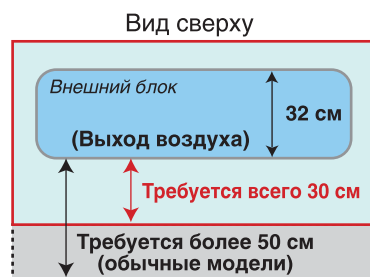 Вид сверху
Внешний блок
32 см
(Выход воздуха)
Требуется всего 30 см
Требуется более 50 см
(обычные модели)